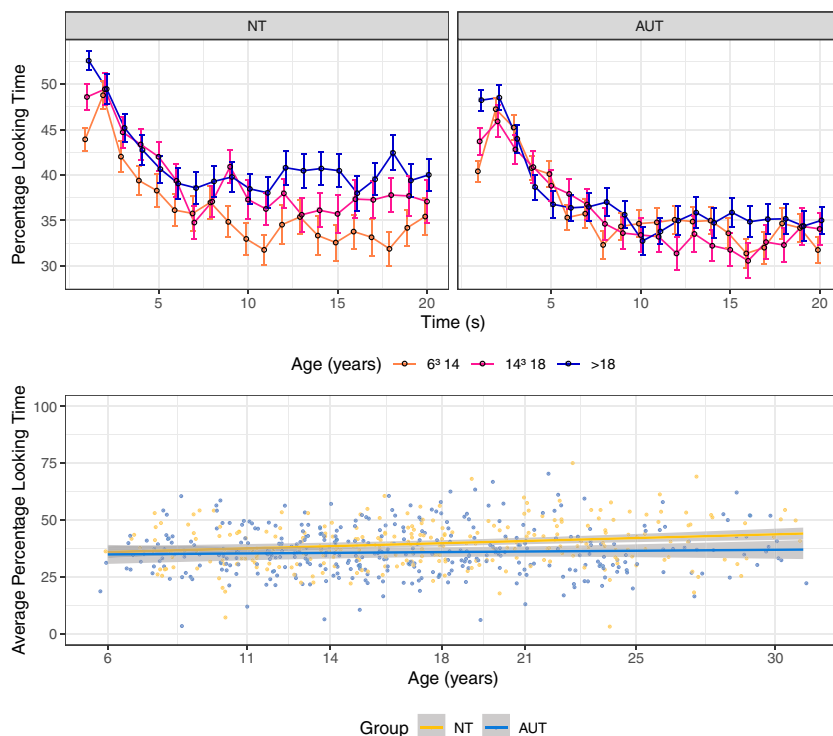 NT AUT
Percentage Looking Time
50
45
40
35
30
5 10 15 20 5 10 15 20
Time (s)
Age (years) 6³ 14 14³ 18 >18
Average Percentage Looking Time
100
75
50
25
0
6 11 14 18 21 25 30
Age (years)
Group NT AUT